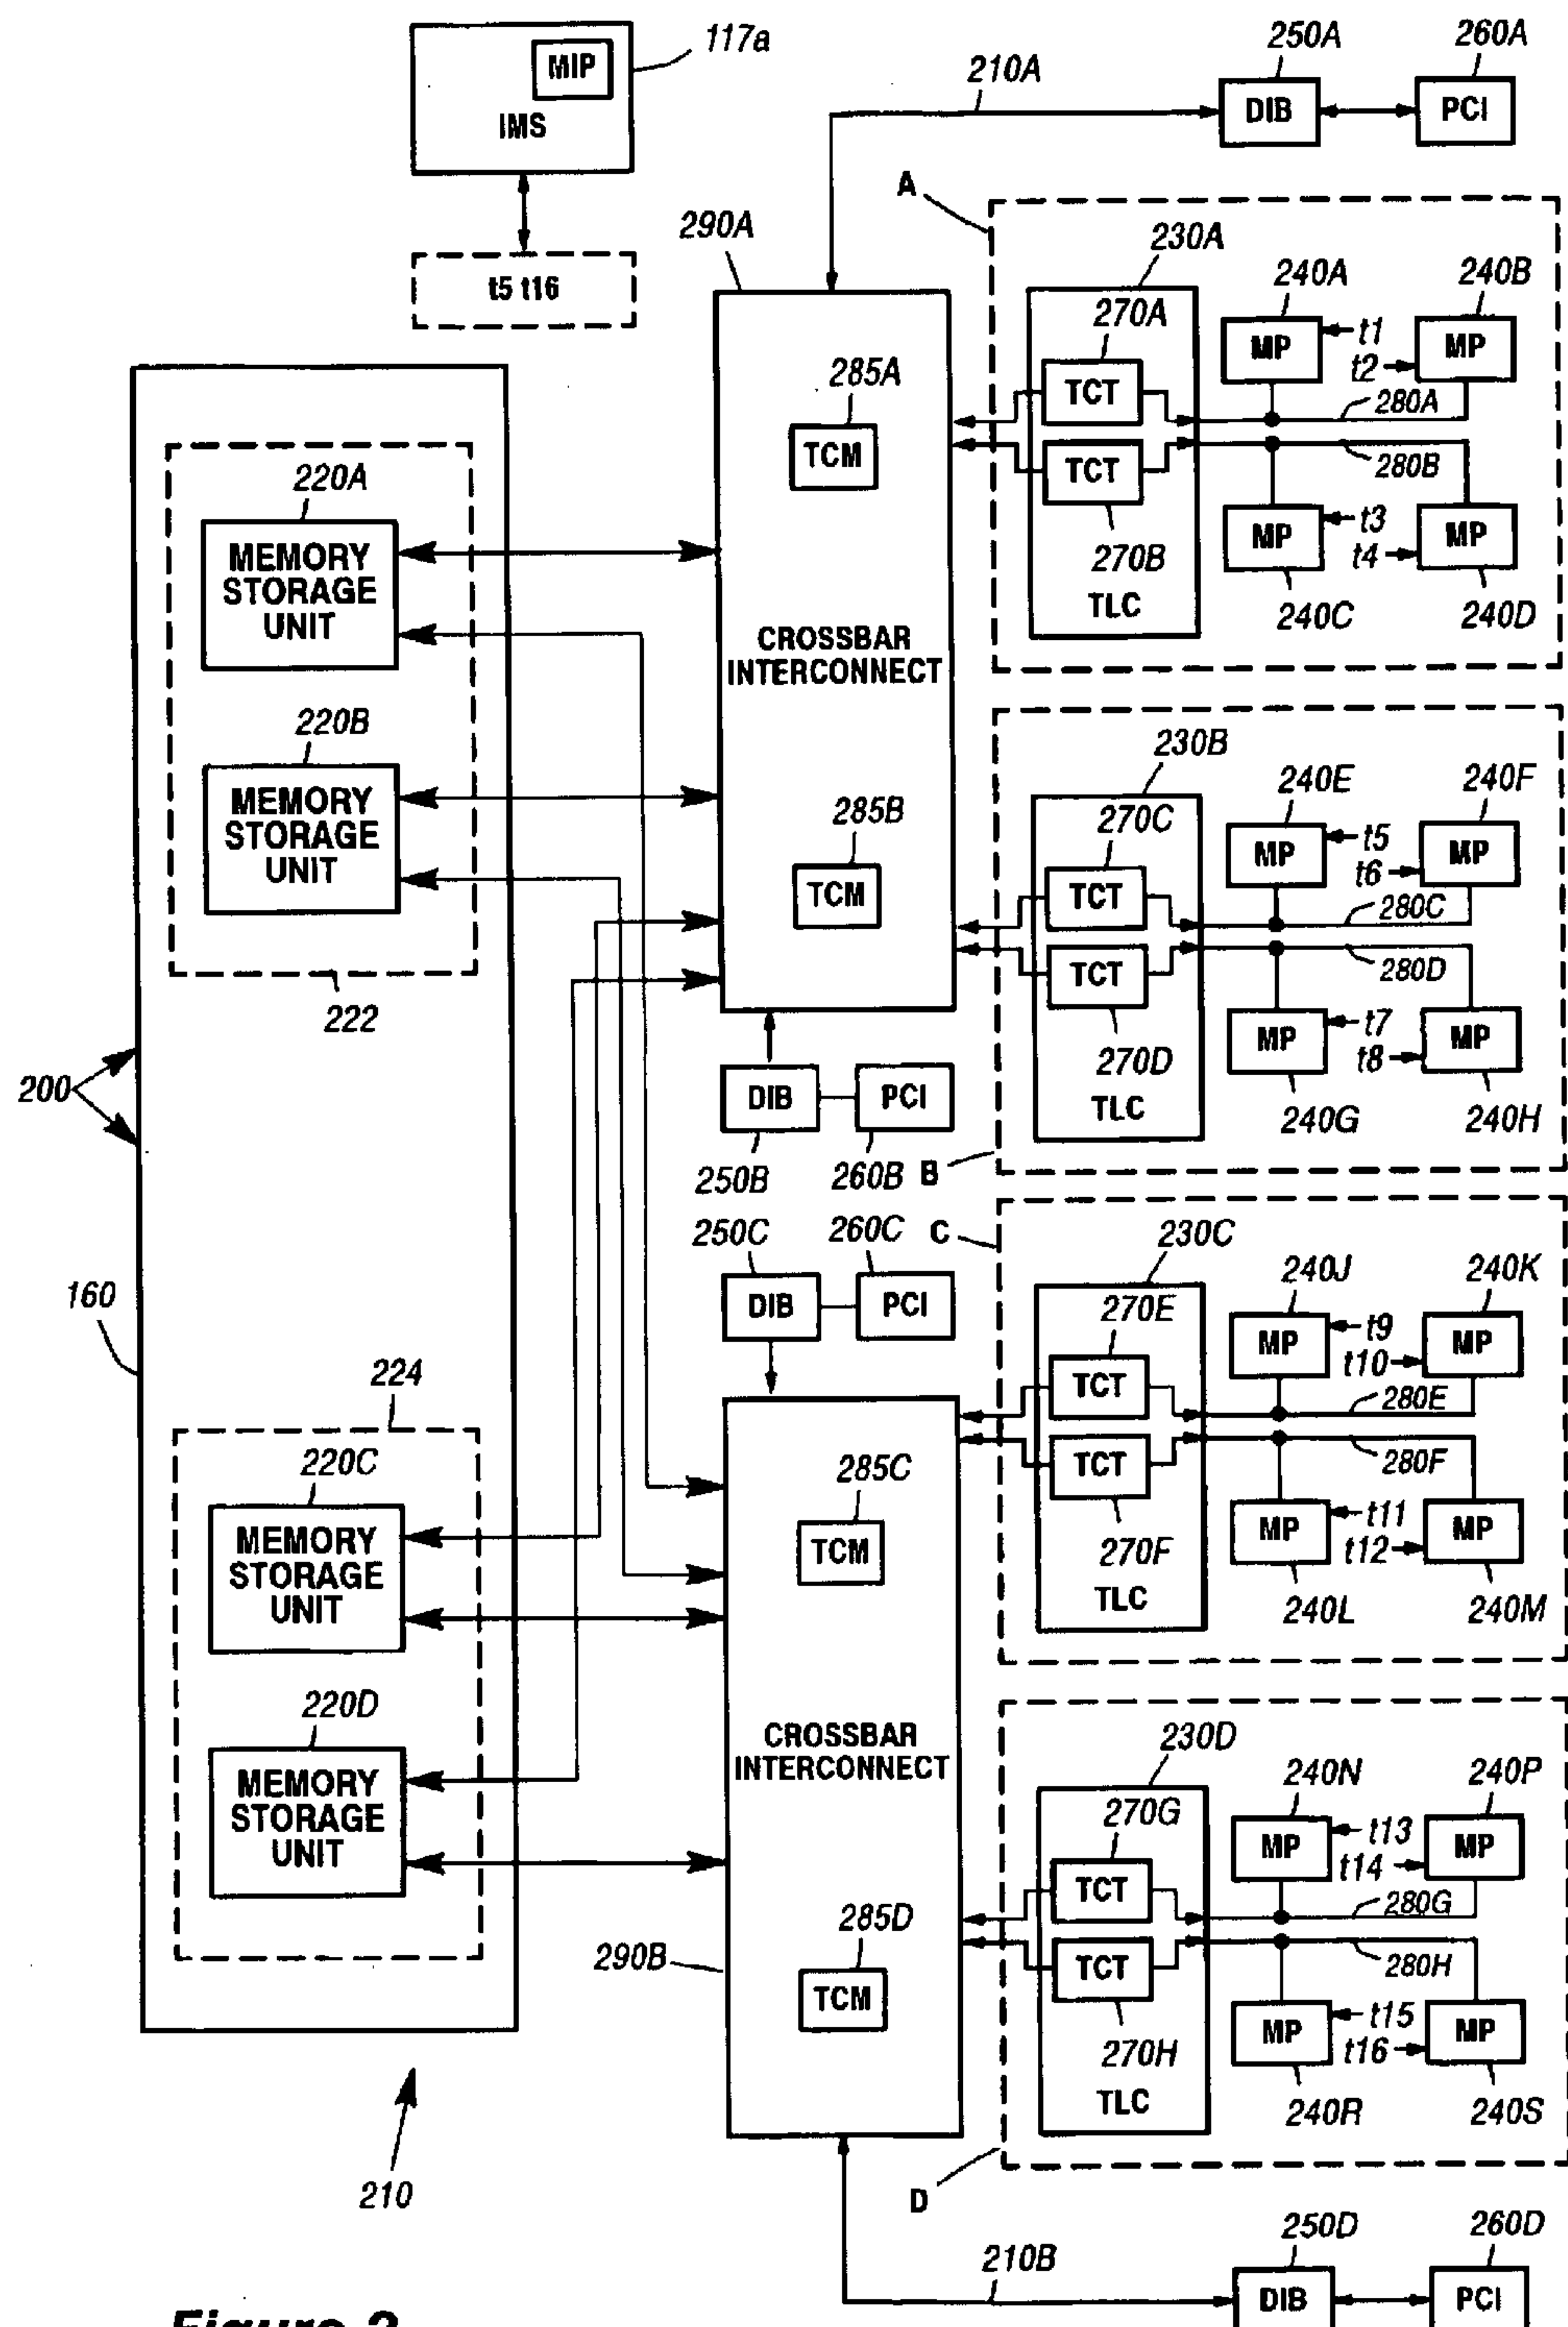 117a
MIP
IMS
t5 t16
210A
250A
260A
DIB
PCI
290A
285A
TCM
CROSSBAR
INTERCONNECT
285B
TCM
A
230A
270A
TCT
TCT
270B
TLC
240A
240B
MP
t1
t2
MP
280A
280B
MP
t3
t4
MP
240C
240D
220A
MEMORY
STORAGE
UNIT
220B
MEMORY
STORAGE
UNIT
222
200
160
230B
270C
TCT
TCT
270D
TLC
240E
240F
MP
t5
t6
MP
280C
280D
MP
t7
t8
MP
240G
240H
B
DIB
PCI
250B
260B
250C
260C
DIB
PCI
C
230C
270E
TCT
TCT
270F
TLC
240J
240K
MP
t9
t10
MP
280E
280F
MP
t11
t12
MP
240L
240M
224
220C
MEMORY
STORAGE
UNIT
220D
MEMORY
STORAGE
UNIT
285C
TCM
CROSSBAR
INTERCONNECT
285D
TCM
290B
230D
270G
TCT
TCT
270H
TLC
240N
240P
MP
t13
t14
MP
280G
280H
MP
t15
t16
MP
240R
240S
D
210
210B
250D
260D
DIB
PCI